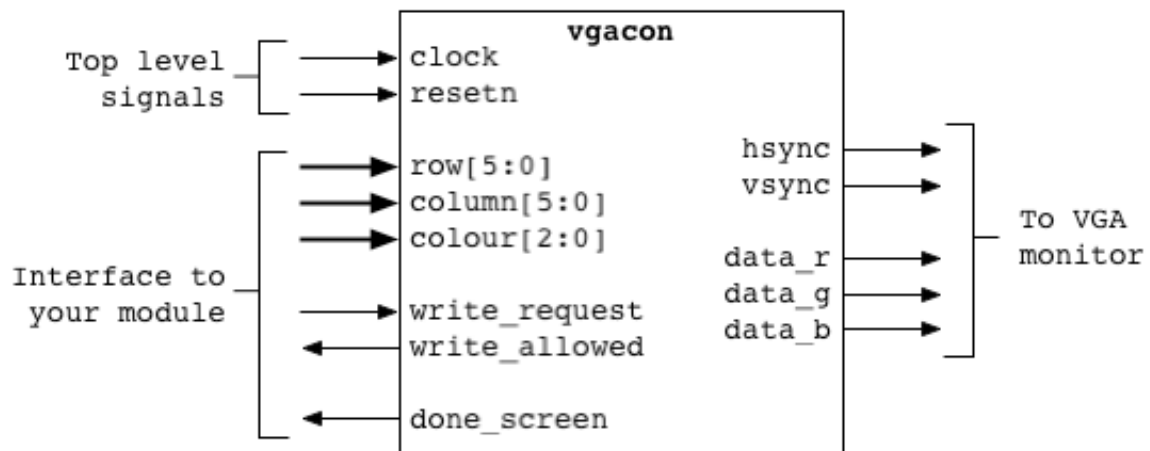 vgacon
Top level
signals
clock
resetn
Interface to
your module
row[5:0]
column[5:0]
colour[2:0]
write_request
write_allowed
done_screen
hsync
vsync
data_r
data_g
data_b
To VGA
monitor